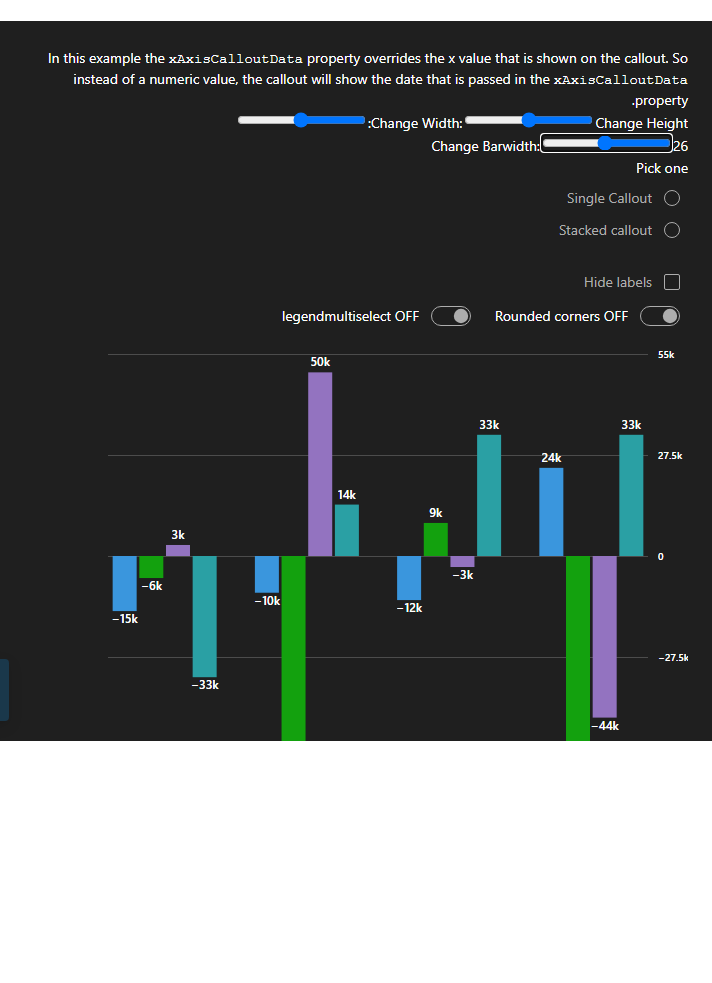 In this example the xAxisCalloutData property overrides the x value that is shown on the callout. So
instead of a numeric value, the callout will show the date that is passed in the xAxisCalloutData
.property
:Change Width: Change Height
Change Barwidth: 26
Pick one
Single Callout
Stacked callout
Hide labels
legendmultiselect OFF Rounded corners OFF
55k
50k
33k 33k
27.5k
24k
14k
9k
3k
0
−3k
−6k
−10k
−12k
−15k
−27.5k
−33k
−44k